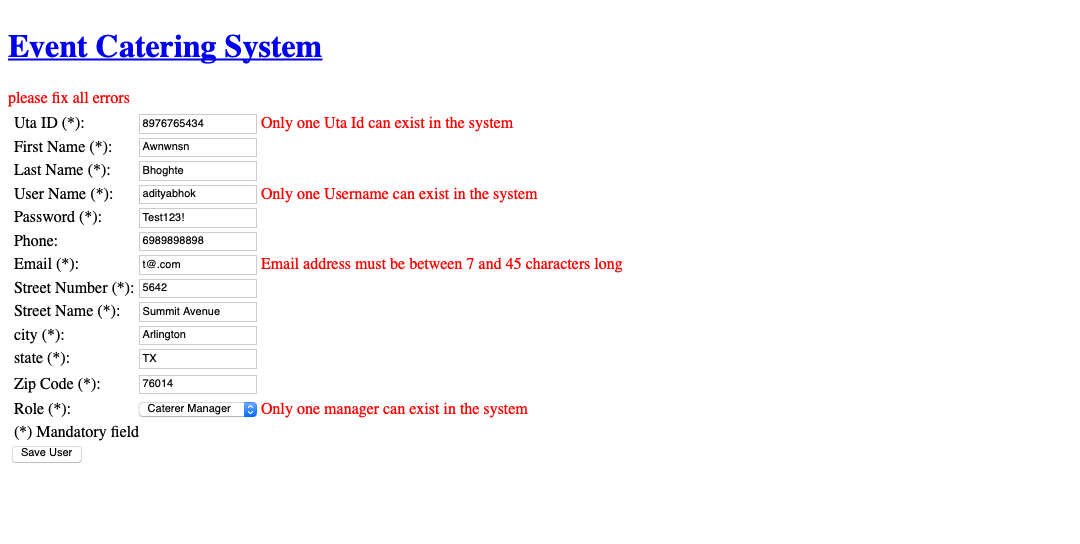 Event Catering System
please fix all errors
Uta ID (*): 8976765434 Only one Uta Id can exist in the system
First Name (*): Awnwnsn
Last Name (*): Bhoghte
User Name (*): adityabhok Only one Username can exist in the system
Password (*): Test123!
Phone: 6989898898
Email (*): t@.com Email address must be between 7 and 45 characters long
Street Number (*): 5642
Street Name (*): Summit Avenue
city (*): Arlington
state (*): TX
Zip Code (*): 76014
Role (*): Caterer Manager Only one manager can exist in the system
(*) Mandatory field
Save User